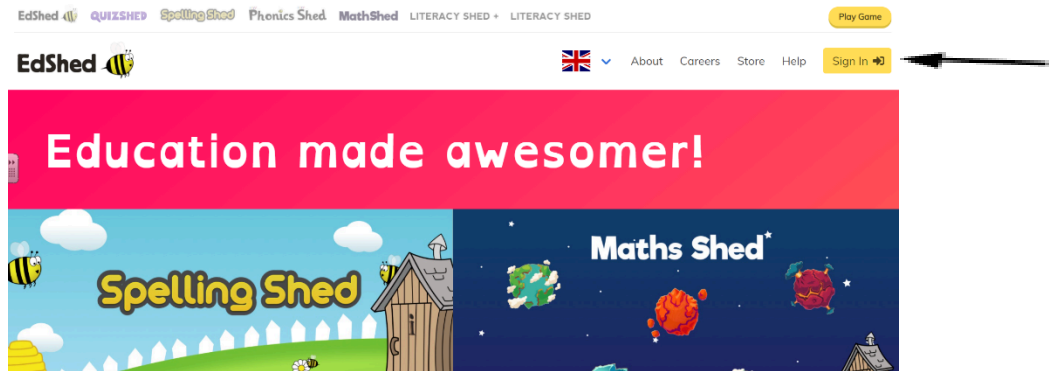 EdShed QUIZSHED Spelling Shed Phonics Shed MathShed LITERACY SHED + LITERACY SHED Play Game
EdShed About Careers Store Help Sign In
Education made awesomer!
Spelling Shed Maths Shed